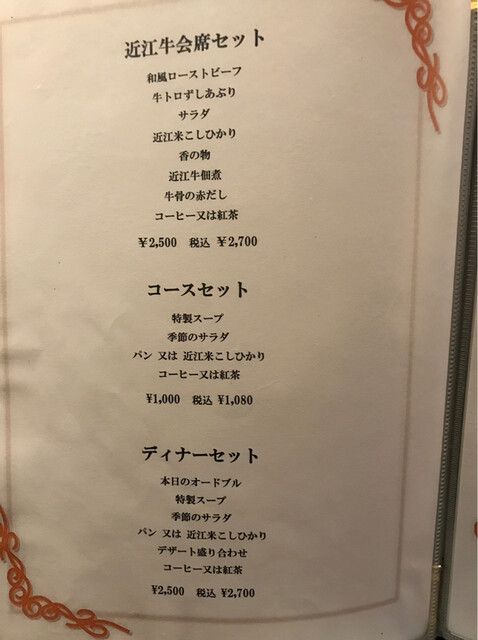 近江牛会席セット
和風ローストビーフ
牛トロずしあぶり
サラダ
近江米こしひかり
香の物
近江牛佃煮
牛骨の赤だし
コーヒー又は紅茶
¥2,500 税込 ¥2,700
コースセット
特製スープ
季節のサラダ
パン 又は 近江米こしひかり
コーヒー又は紅茶
¥1,000 税込 ¥1,080
ディナーセット
本日のオードブル
特製スープ
季節のサラダ
パン 又は 近江米こしひかり
デザート盛り合わせ
コーヒー又は紅茶
¥2,500 税込 ¥2,700